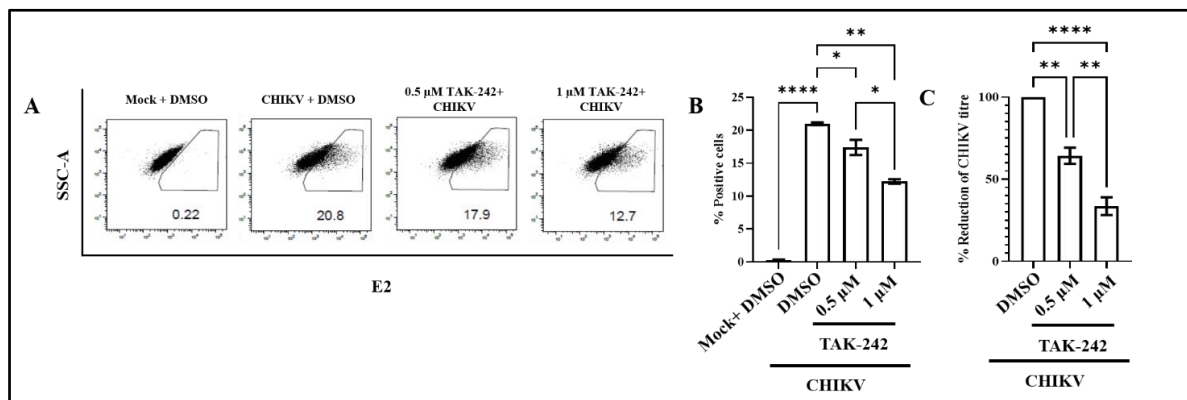 A
Mock + DMSO
CHIKV + DMSO
0.5 µM TAK-242+
CHIKV
1 µM TAK-242+
CHIKV
SSC-A
0.22
20.8
17.9
12.7
E2
B
% Positive cells
25
20
15
10
5
0
****
*
**
*
Mock+ DMSO
DMSO
0.5 µM
1 µM
TAK-242
CHIKV
C
% Reduction of CHIKV titre
100
50
0
****
**
**
DMSO
0.5 µM
1 µM
TAK-242
CHIKV